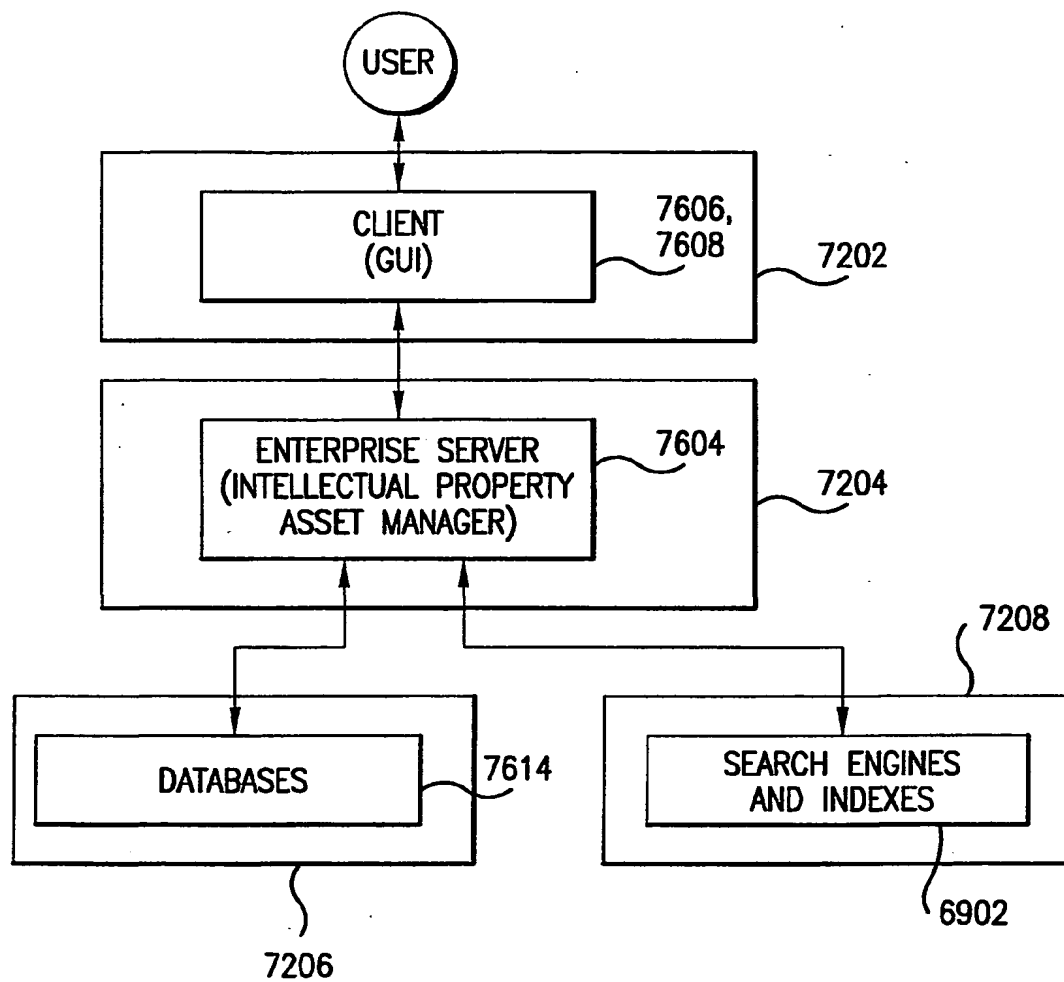 USER
CLIENT
(GUI)
7606,
7608
7202
ENTERPRISE SERVER
(INTELLECTUAL PROPERTY
ASSET MANAGER)
7604
7204
7208
DATABASES
7614
SEARCH ENGINES
AND INDEXES
6902
7206